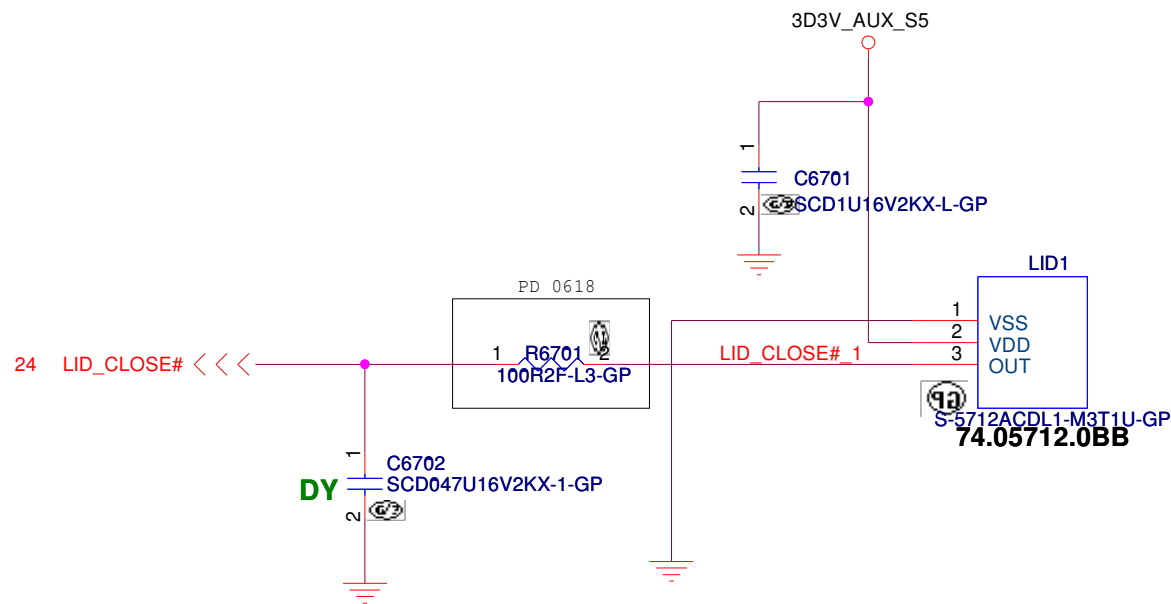 3D3V_AUX_S5
1
C6701
2
SCD1U16V2KX-L-GP
LID1
PD 0618
1
VSS
2
VDD
3
OUT
24 LID_CLOSE#
1
R6701
2
100R2F-L3-GP
LID_CLOSE#_1
GP
S-5712ACDL1-M3T1U-GP
74.05712.0BB
1
C6702
DY
SCD047U16V2KX-1-GP
2